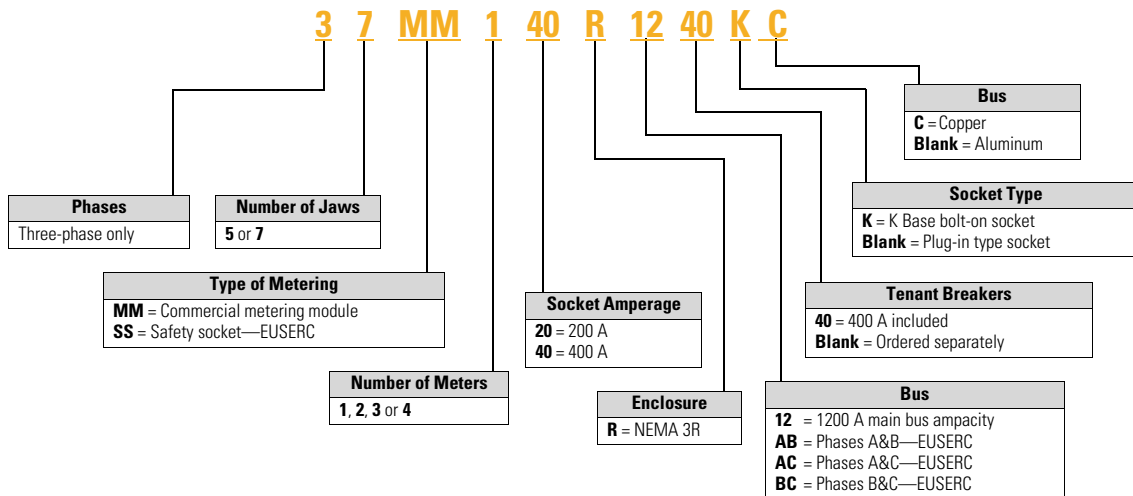 3 7 MM 1 40 R 12 40 K C
Bus
C = Copper
Blank = Aluminum
Socket Type
K = K Base bolt-on socket
Blank = Plug-in type socket
Phases
Three-phase only
Number of Jaws
5 or 7
Type of Metering
MM = Commercial metering module
SS = Safety socket—EUSERC
Socket Amperage
20 = 200 A
40 = 400 A
Tenant Breakers
40 = 400 A included
Blank = Ordered separately
Number of Meters
1, 2, 3 or 4
Enclosure
R = NEMA 3R
Bus
12 = 1200 A main bus ampacity
AB = Phases A&B—EUSERC
AC = Phases A&C—EUSERC
BC = Phases B&C—EUSERC